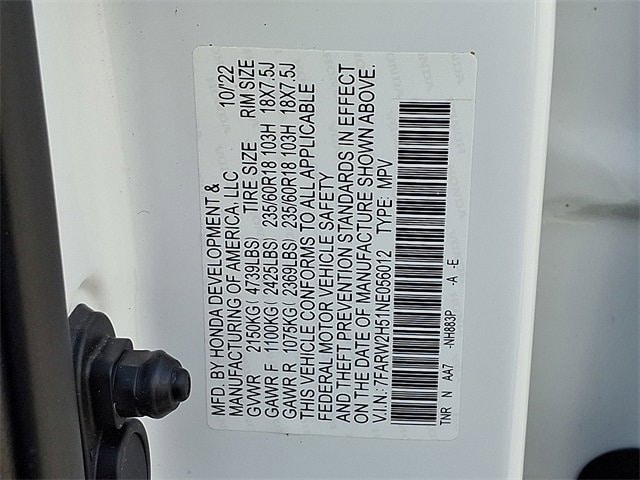 MFD. BY HONDA DEVELOPMENT &
MANUFACTURING OF AMERICA, LLC 10/'22
GVWR 2150KG( 4739LBS) TIRE SIZE RIM SIZE
GAWR F 1100KG( 2425LBS) 235/60R18 103H 18X7.5J
GAWR R 1075KG( 2369LBS) 235/60R18 103H 18X7.5J
THIS VEHICLE CONFORMS TO ALL APPLICABLE
FEDERAL MOTOR VEHICLE SAFETY
AND THEFT PREVENTION STANDARDS IN EFFECT
ON THE DATE OF MANUFACTURE SHOWN ABOVE.
V.I.N: 7FARW2H51NE056012 TYPE: MPV
TNR N AA7 -NH883P -A -E